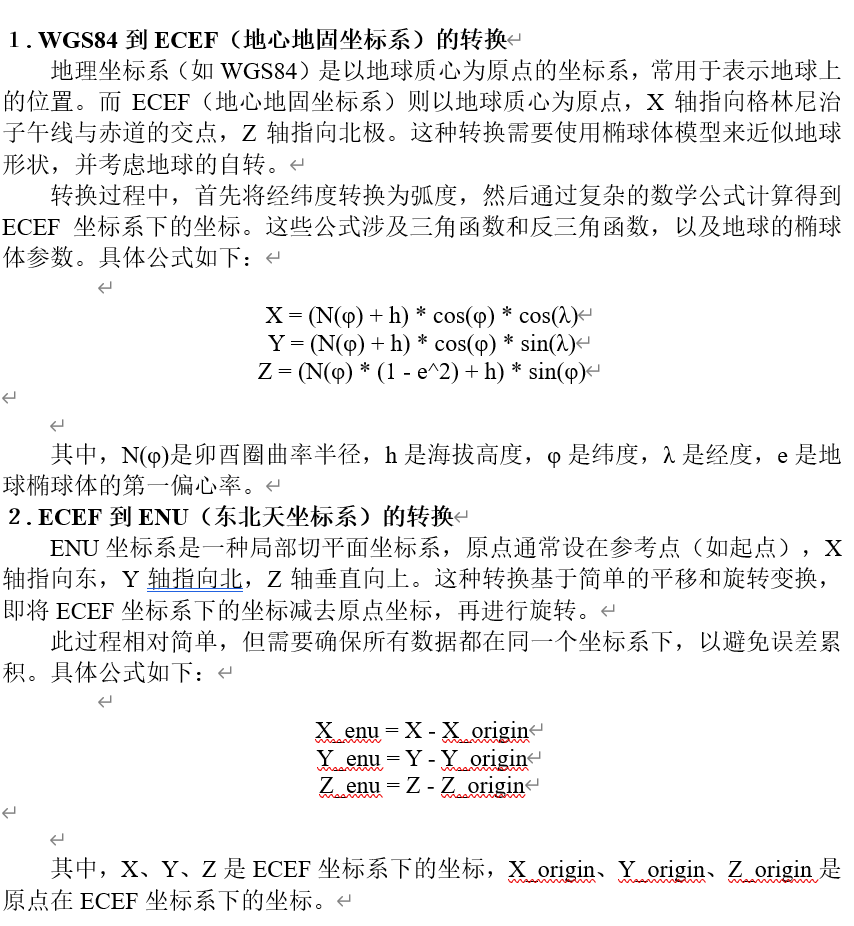 １. WGS84 到 ECEF（地心地固坐标系）的转换
地理坐标系（如 WGS84）是以地球质心为原点的坐标系，常用于表示地球上
的位置。而 ECEF（地心地固坐标系）则以地球质心为原点，X 轴指向格林尼治
子午线与赤道的交点，Z 轴指向北极。这种转换需要使用椭球体模型来近似地球
形状，并考虑地球的自转。
转换过程中，首先将经纬度转换为弧度，然后通过复杂的数学公式计算得到
ECEF 坐标系下的坐标。这些公式涉及三角函数和反三角函数，以及地球的椭球
体参数。具体公式如下：
X = (N(φ) + h) * cos(φ) * cos(λ)
Y = (N(φ) + h) * cos(φ) * sin(λ)
Z = (N(φ) * (1 - e^2) + h) * sin(φ)
其中，N(φ)是卯酉圈曲率半径，h 是海拔高度，φ 是纬度，λ 是经度，e 是地
球椭球体的第一偏心率。
２. ECEF 到 ENU（东北天坐标系）的转换
ENU 坐标系是一种局部切平面坐标系，原点通常设在参考点（如起点），X
轴指向东，Y 轴指向北，Z 轴垂直向上。这种转换基于简单的平移和旋转变换，
即将 ECEF 坐标系下的坐标减去原点坐标，再进行旋转。
此过程相对简单，但需要确保所有数据都在同一个坐标系下，以避免误差累
积。具体公式如下：
X_enu = X - X_origin
Y_enu = Y - Y_origin
Z_enu = Z - Z_origin
其中，X、Y、Z 是 ECEF 坐标系下的坐标，X_origin、Y_origin、Z_origin 是
原点在 ECEF 坐标系下的坐标。